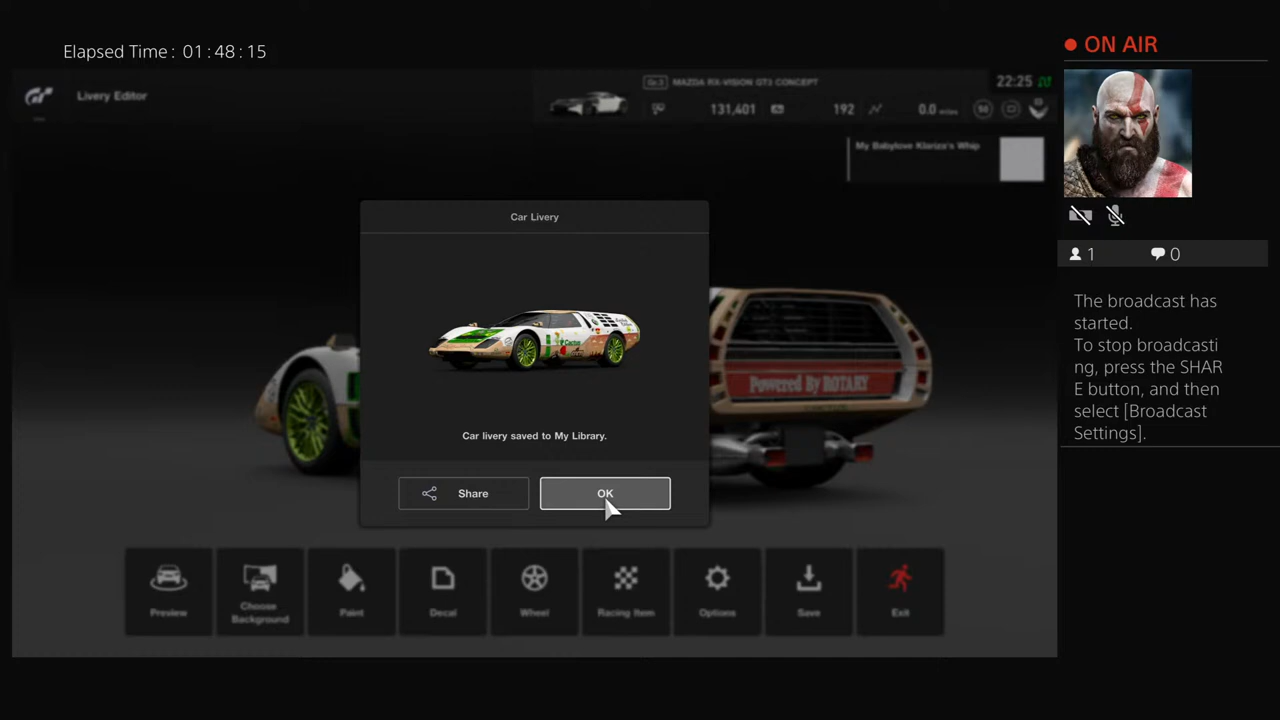 Elapsed Time: 01:48:15
ON AIR
Livery Editor
Gr.3 MAZDA RX-VISION GT3 CONCEPT
22:25
131,401
192
0.0 miles
My Babylove Klariza's Whip
1
0
Car Livery
The broadcast has
started.
To stop broadcasti
ng, press the SHAR
E button, and then
select [Broadcast
Settings].
Powered By ROTARY
Car livery saved to My Library.
Share
OK
Preview
Choose
Background
Paint
Decal
Wheel
Racing Item
Options
Save
Exit